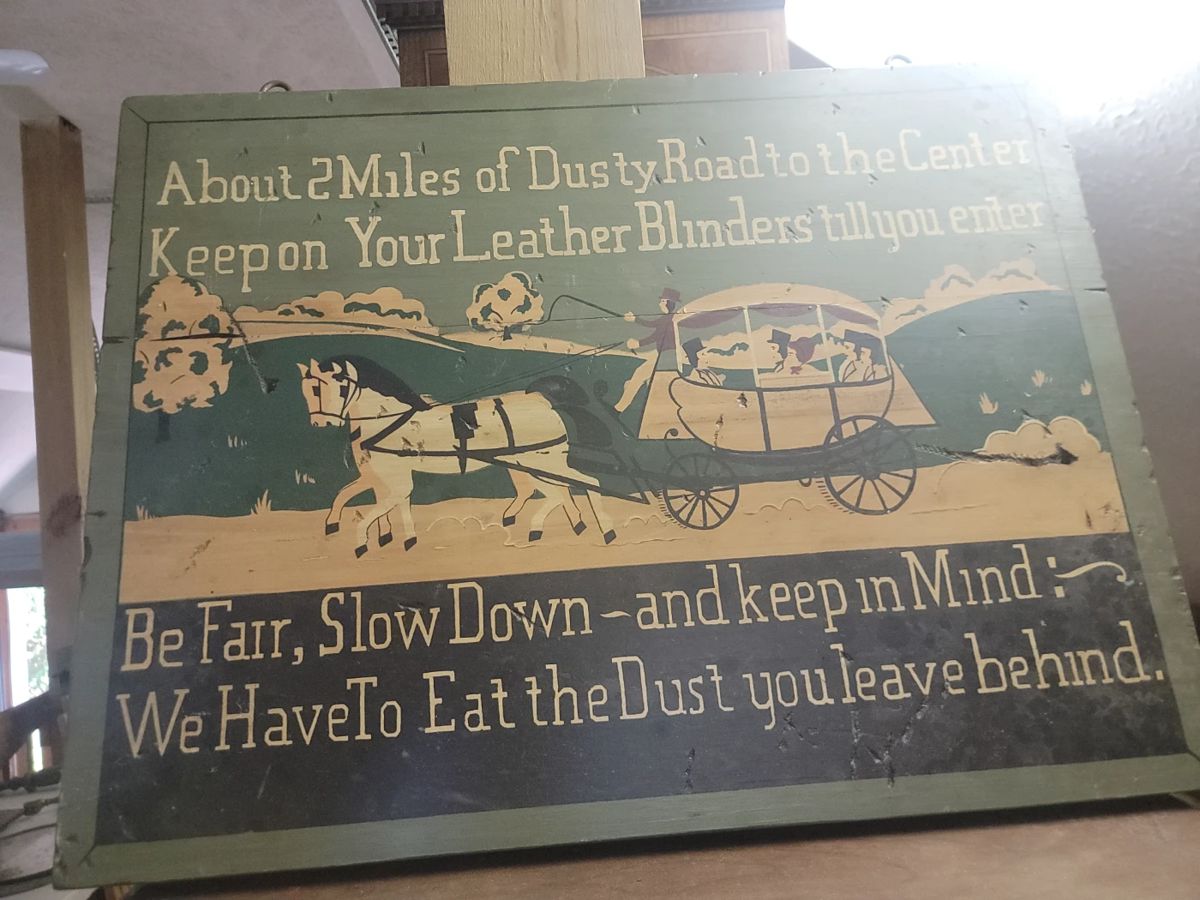 About 2 Miles of Dusty Road to the Center
Keep on Your Leather Blinders till you enter
Be Fair, Slow Down ~ and keep in Mind :~
We Have To Eat the Dust you leave behind.